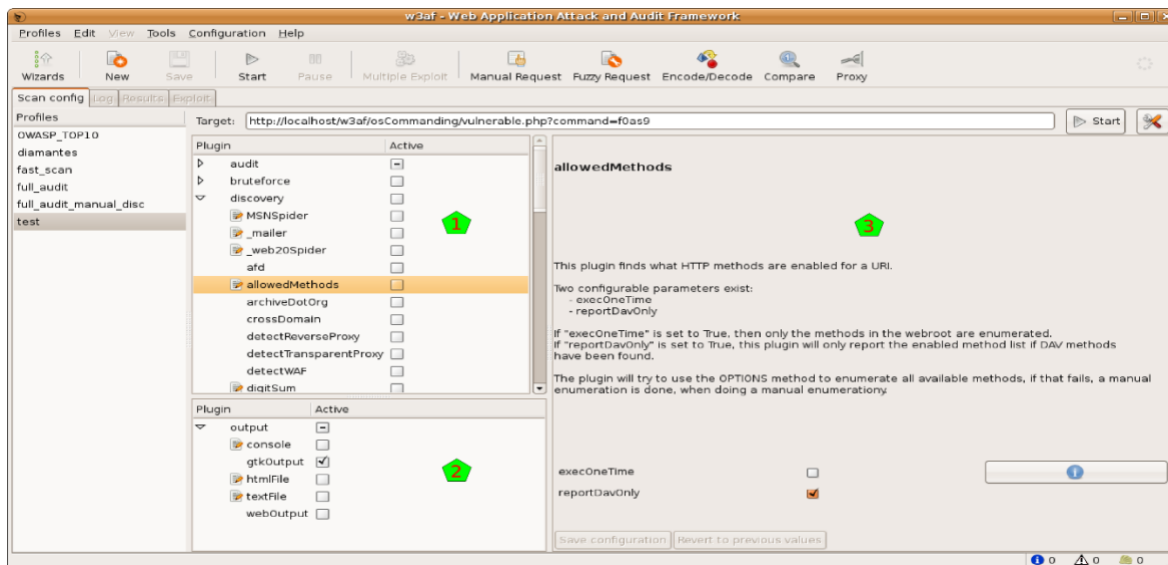 w3af - Web Application Attack and Audit Framework
Profiles Edit View Tools Configuration Help
Wizards New Save Start Pause Multiple Exploit Manual Request Fuzzy Request Encode/Decode Compare Proxy
Scan config Log Results Exploit
Profiles
OWASP_TOP10
diamantes
fast_scan
full_audit
full_audit_manual_disc
test
Target: http://localhost/w3af/osCommanding/vulnerable.php?command=f0as9 Start
Plugin Active
audit
bruteforce
discovery
MSNSpider
_mailer
_web20Spider
afd
allowedMethods
archiveDotOrg
crossDomain
detectReverseProxy
detectTransparentProxy
detectWAF
digitSum
1
Plugin Active
output
console
gtkOutput
htmlFile
textFile
webOutput
2
allowedMethods
3
This plugin finds what HTTP methods are enabled for a URI.
Two configurable parameters exist:
- execOneTime
- reportDavOnly
If "execOneTime" is set to True, then only the methods in the webroot are enumerated.
If "reportDavOnly" is set to True, this plugin will only report the enabled method list if DAV methods
have been found.
The plugin will try to use the OPTIONS method to enumerate all available methods, if that fails, a manual
enumeration is done, when doing a manual enumerationy.
execOneTime
reportDavOnly
Save configuration Revert to previous values
0 0 0